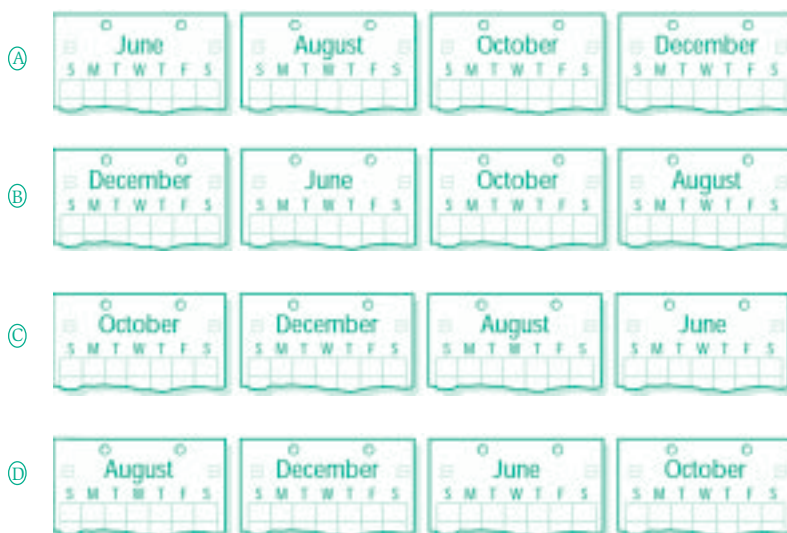 A June August October December
S M T W T F S S M T W T F S S M T W T F S S M T W T F S
B December June October August
S M T W T F S S M T W T F S S M T W T F S S M T W T F S
C October December August June
S M T W T F S S M T W T F S S M T W T F S S M T W T F S
D August December June October
S M T W T F S S M T W T F S S M T W T F S S M T W T F S